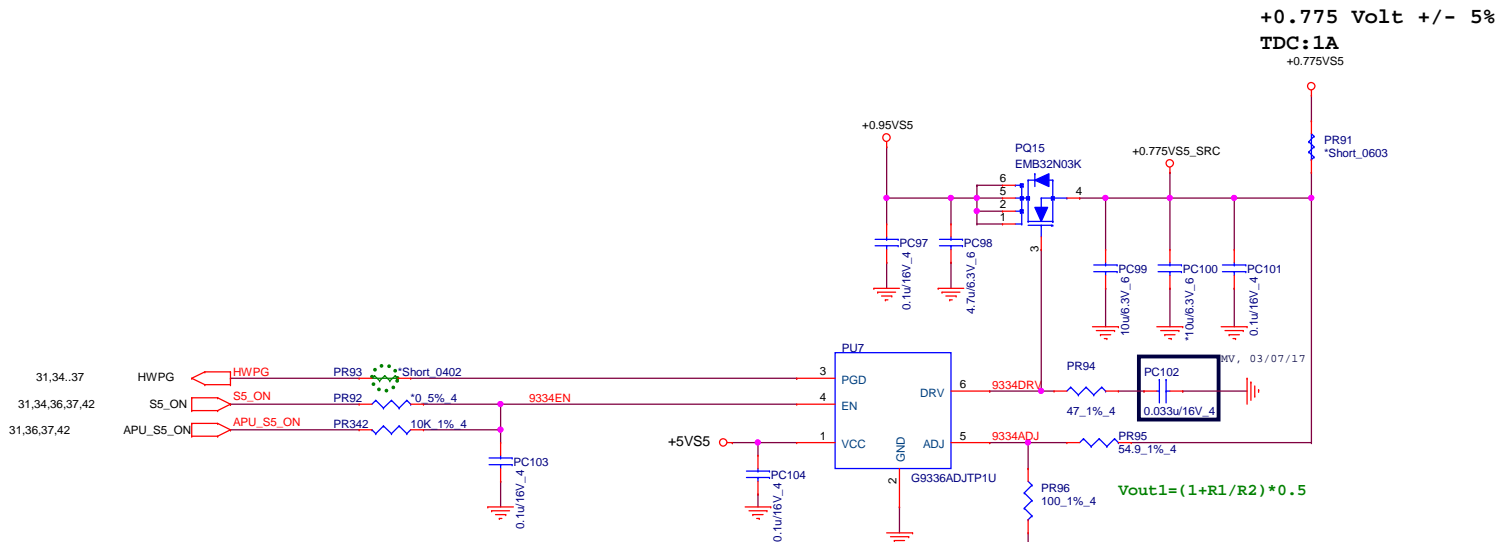 +0.775 Volt +/- 5%
TDC:1A
+0.775VS5
+0.95VS5
PQ15
EMB32N03K
+0.775VS5_SRC
PR91
*Short_0603
6
5
2
1
4
3
PC97
0.1u/16V_4
PC98
4.7u/6.3V_6
PC99
10u/6.3V_6
PC100
*10u/6.3V_6
PC101
0.1u/16V_4
PU7
31,34..37
HWPG
HWPG
PR93
*Short_0402
3
PGD
31,34,36,37,42
S5_ON
S5_ON
PR92
*0_5%_4
9334EN
4
EN
31,36,37,42
APU_S5_ON
APU_S5_ON
PR342
10K_1%_4
DRV
6
9334DRV
PR94
47_1%_4
PC102
0.033u/16V_4
MV, 03/07/17
+5VS5
1
VCC
GND
2
ADJ
5
9334ADJ
PR95
54.9_1%_4
PC103
0.1u/16V_4
PC104
0.1u/16V_4
G9336ADJTP1U
PR96
100_1%_4
Vout1=(1+R1/R2)*0.5